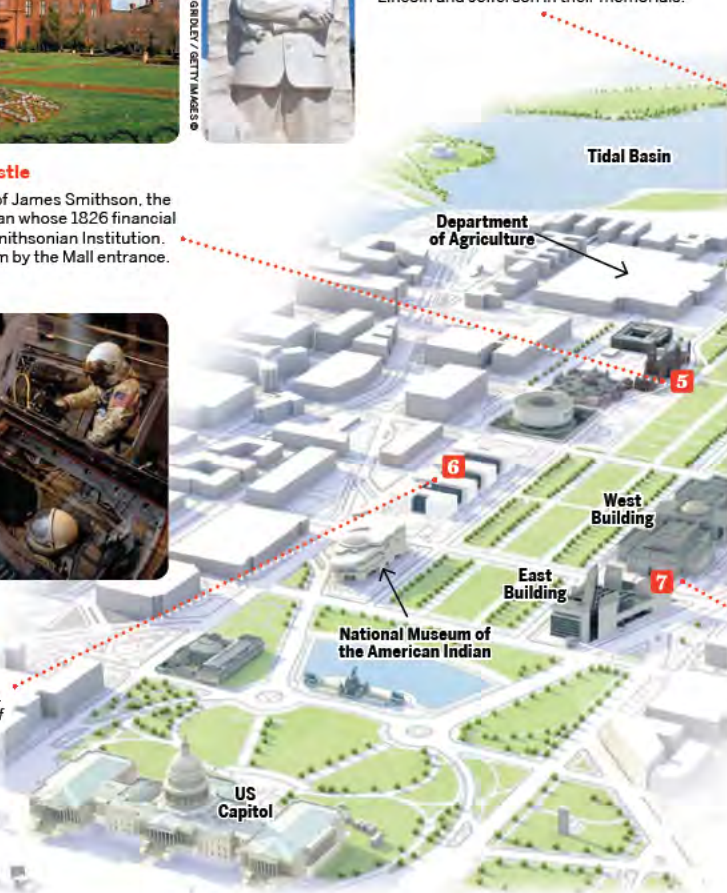 Lincoln and Jefferson in their memorials.
GRIDLEY / GETTY IMAGES ©
stle
of James Smithson, the
an whose 1826 financial
nithsonian Institution.
n by the Mall entrance.
Tidal Basin
Department
of Agriculture
5
6
West
Building
East
Building
7
National Museum of
the American Indian
f
US
Capitol